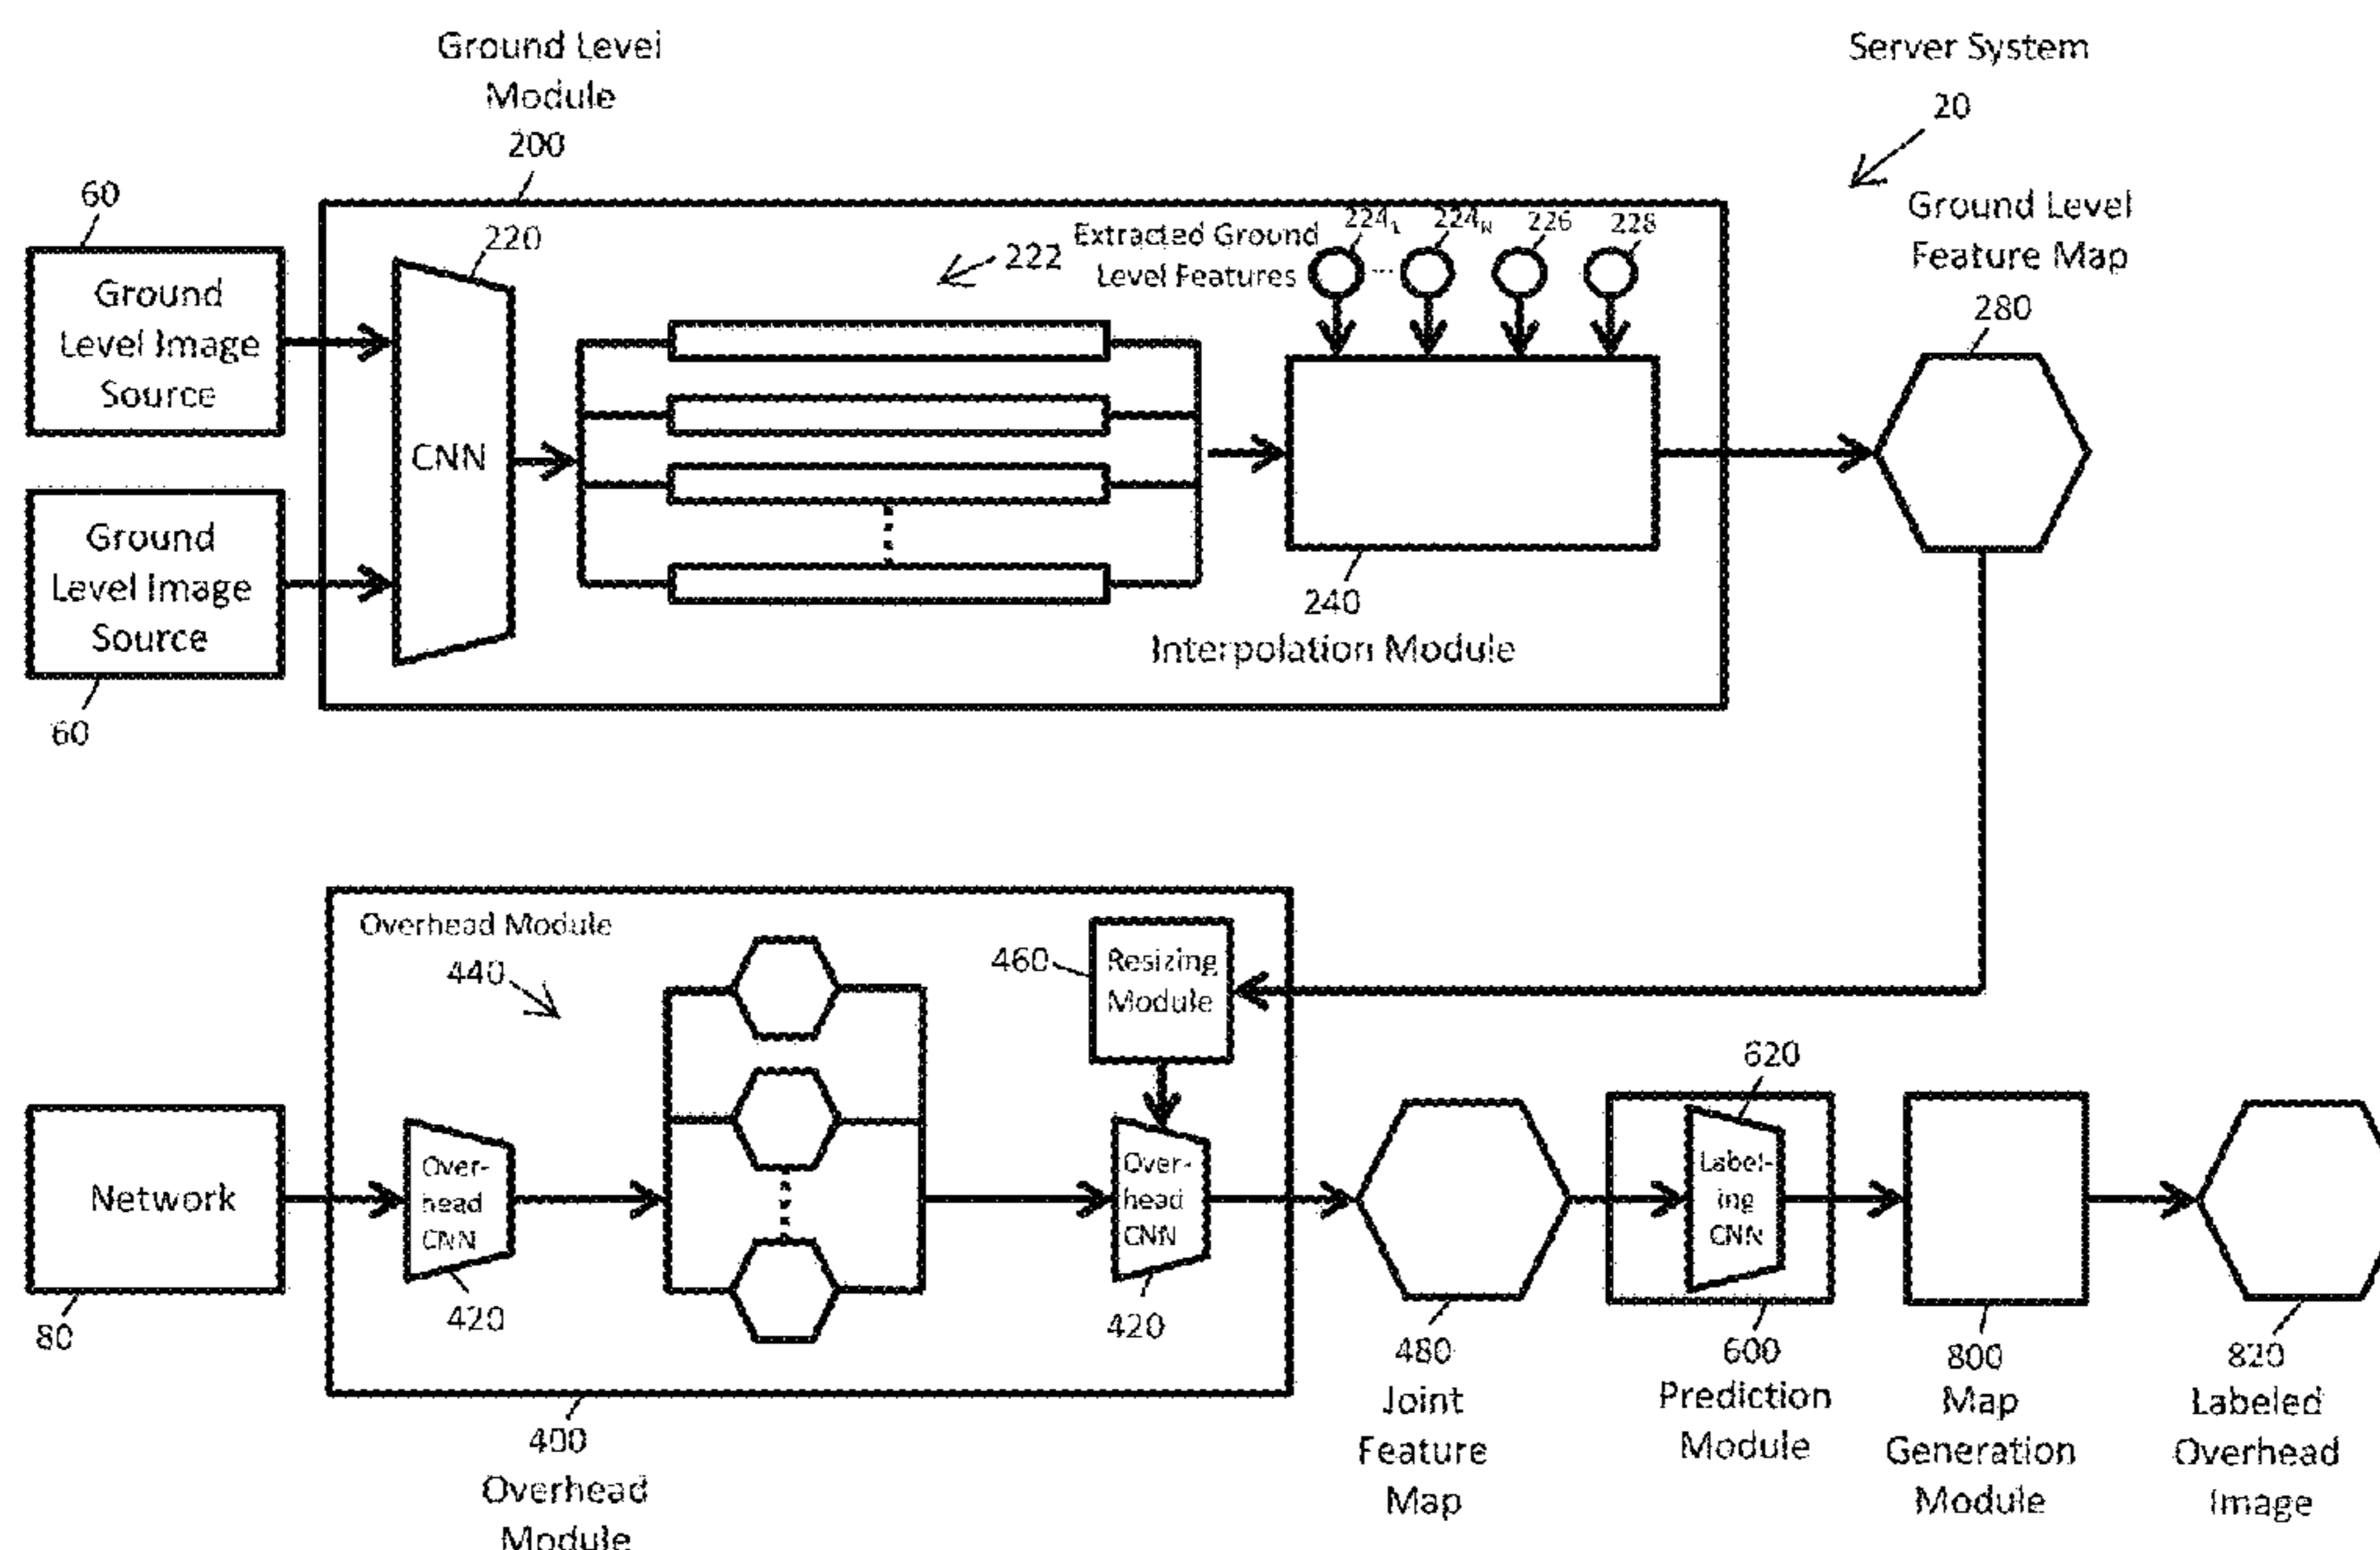 Ground Level
Module
200
Server System
20
60
Ground
Level Image
Source
220
CNN
222
Extracted Ground
Level Features
224₁
224ₙ
226
228
Ground Level
Feature Map
280
Ground
Level Image
Source
60
240
Interpolation Module
Overhead Module
440
460
Resizing
Module
Network
80
Over-
head
CNN
420
Over-
head
CNN
420
400
Overhead
Module
480
Joint
Feature
Map
620
Label-
ing
CNN
600
Prediction
Module
800
Map
Generation
Module
820
Labeled
Overhead
Image